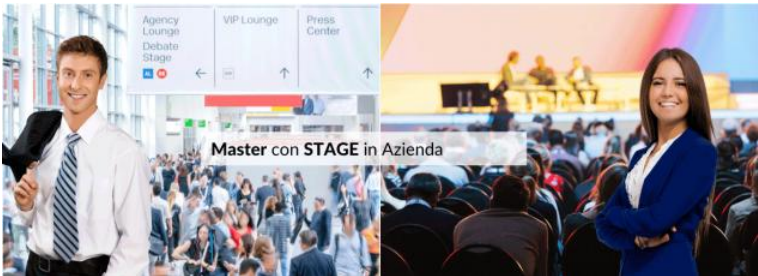 Agency
Lounge
Debate
Stage
VIP Lounge
Press
Center
Master con STAGE in Azienda